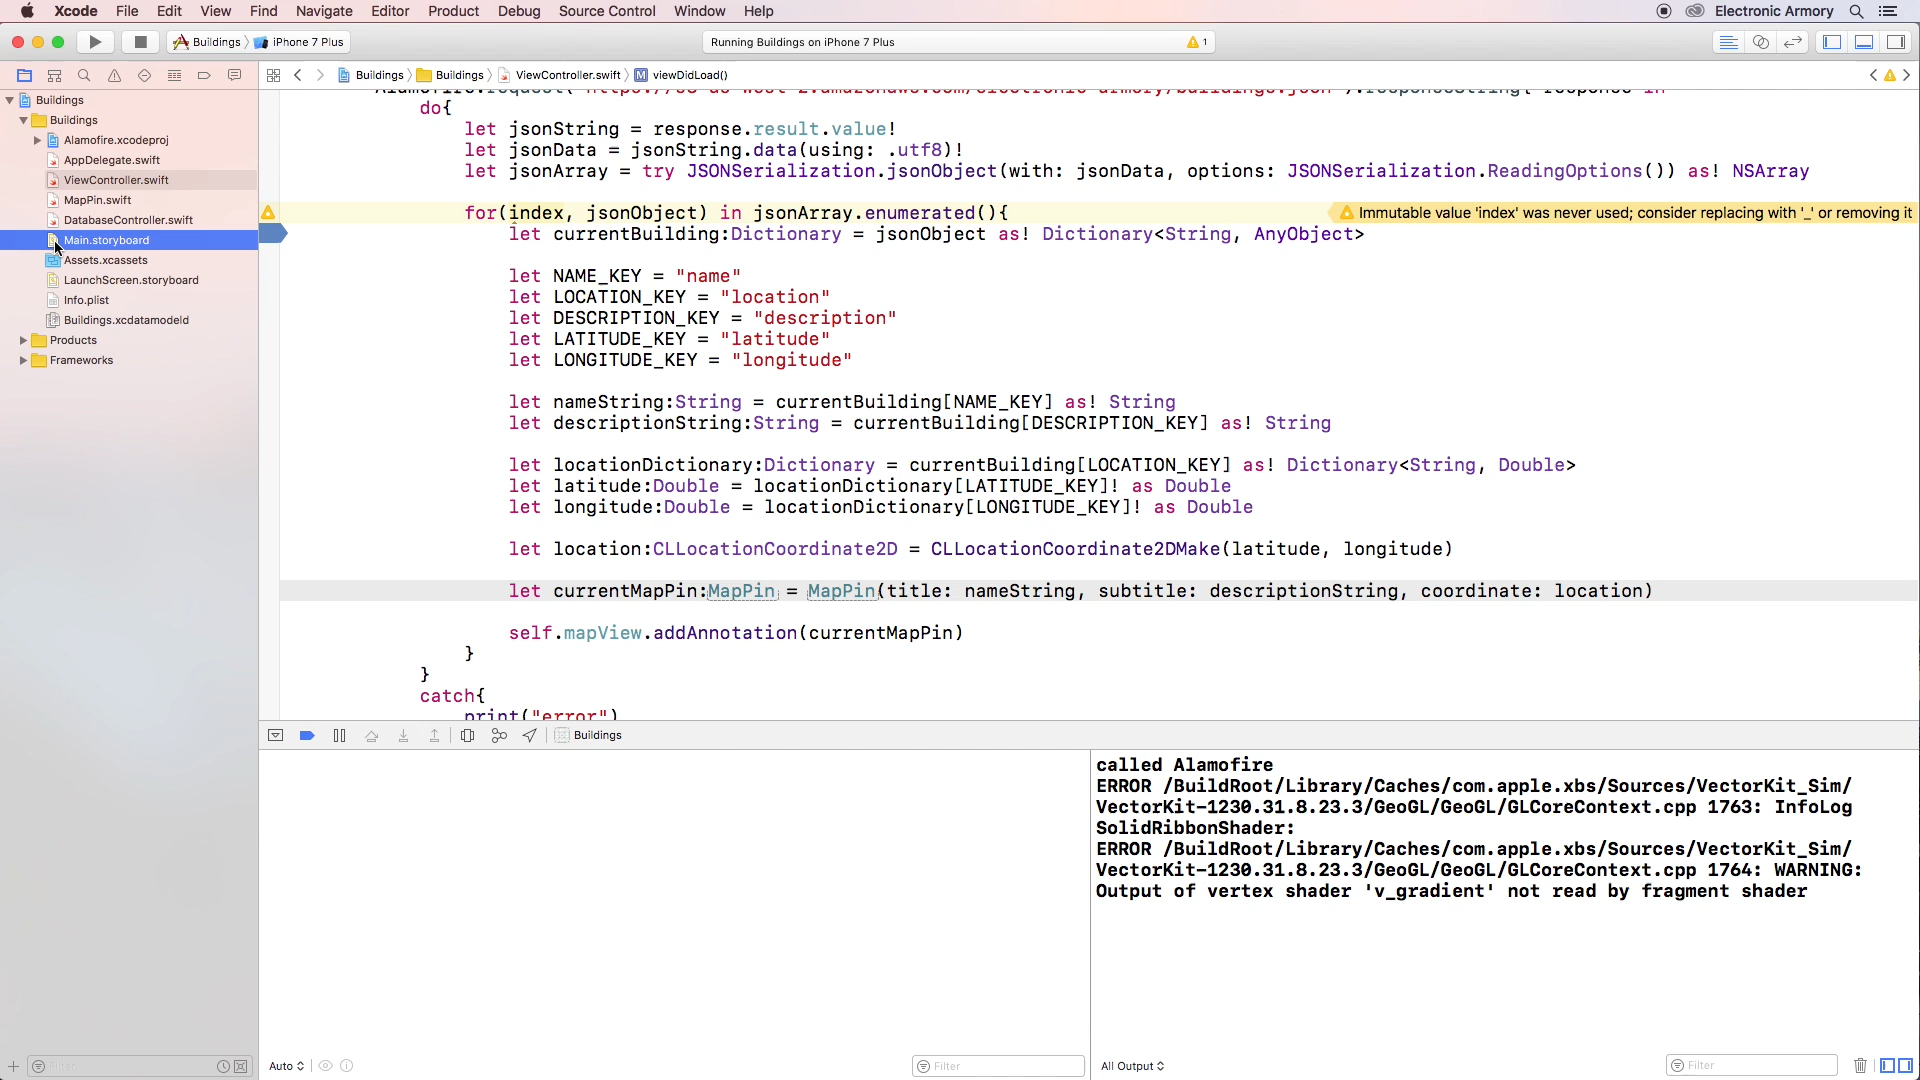 Xcode File Edit View Find Navigate Editor Product Debug Source Control Window Help Electronic Armory
Buildings iPhone 7 Plus Running Buildings on iPhone 7 Plus 1
Buildings Buildings ViewController.swift M viewDidLoad()
Buildings
Buildings
Alamofire.xcodeproj
AppDelegate.swift
ViewController.swift
MapPin.swift
DatabaseController.swift
Main.storyboard
Assets.xcassets
LaunchScreen.storyboard
Info.plist
Buildings.xcdatamodeld
Products
Frameworks
do{
let jsonString = response.result.value!
let jsonData = jsonString.data(using: .utf8)!
let jsonArray = try JSONSerialization.jsonObject(with: jsonData, options: JSONSerialization.ReadingOptions()) as! NSArray
for(index, jsonObject) in jsonArray.enumerated(){ Immutable value 'index' was never used; consider replacing with '_' or removing it
let currentBuilding:Dictionary = jsonObject as! Dictionary<String, AnyObject>
let NAME_KEY = "name"
let LOCATION_KEY = "location"
let DESCRIPTION_KEY = "description"
let LATITUDE_KEY = "latitude"
let LONGITUDE_KEY = "longitude"
let nameString:String = currentBuilding[NAME_KEY] as! String
let descriptionString:String = currentBuilding[DESCRIPTION_KEY] as! String
let locationDictionary:Dictionary = currentBuilding[LOCATION_KEY] as! Dictionary<String, Double>
let latitude:Double = locationDictionary[LATITUDE_KEY]! as Double
let longitude:Double = locationDictionary[LONGITUDE_KEY]! as Double
let location:CLLocationCoordinate2D = CLLocationCoordinate2DMake(latitude, longitude)
let currentMapPin:MapPin = MapPin(title: nameString, subtitle: descriptionString, coordinate: location)
self.mapView.addAnnotation(currentMapPin)
}
}
catch{
print("error")
Buildings
called Alamofire
ERROR /BuildRoot/Library/Caches/com.apple.xbs/Sources/VectorKit_Sim/
VectorKit-1230.31.8.23.3/GeoGL/GeoGL/GLCoreContext.cpp 1763: InfoLog
SolidRibbonShader:
ERROR /BuildRoot/Library/Caches/com.apple.xbs/Sources/VectorKit_Sim/
VectorKit-1230.31.8.23.3/GeoGL/GeoGL/GLCoreContext.cpp 1764: WARNING:
Output of vertex shader 'v_gradient' not read by fragment shader
Filter Auto Filter All Output Filter